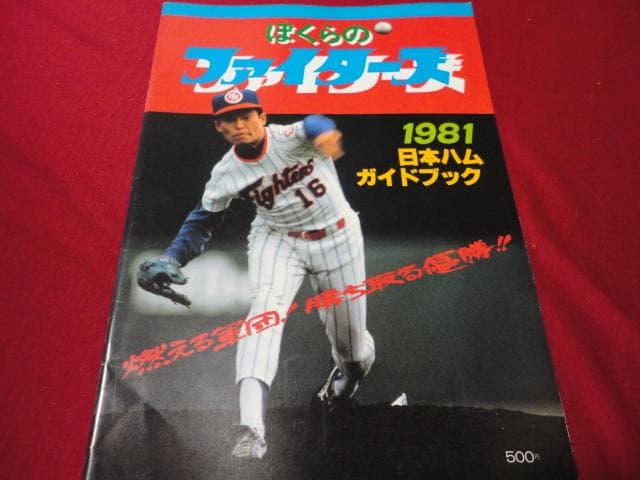 ぼくらの
ファイターズ
1981
日本ハム
ガイドブック
Fighters
16
燃える軍団!勝ち取る優勝!!
500円